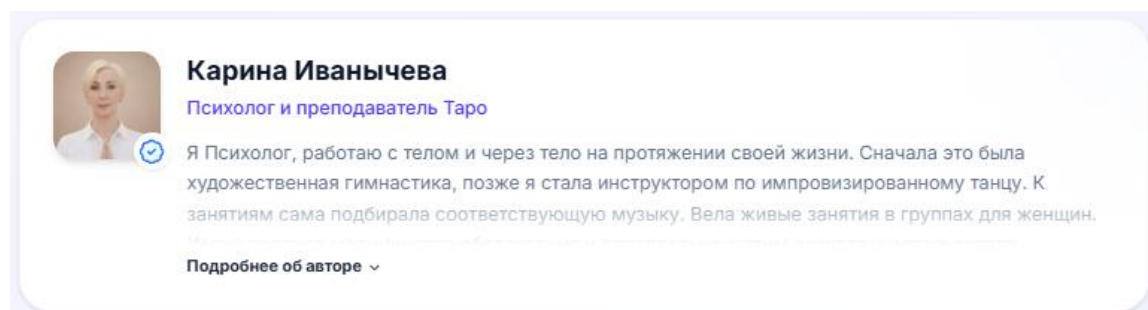 Карина Иванычева
Психолог и преподаватель Таро
Я Психолог, работаю с телом и через тело на протяжении своей жизни. Сначала это была
художественная гимнастика, позже я стала инструктором по импровизированному танцу. К
занятиям сама подбирала соответствующую музыку. Вела живые занятия в группах для женщин.
Подробнее об авторе